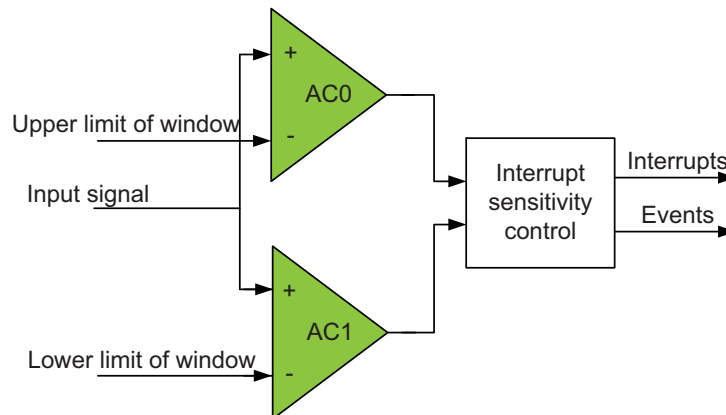 +
AC0
-
Upper limit of window
Input signal
Interrupt
sensitivity
control
Interrupts
Events
+
AC1
-
Lower limit of window